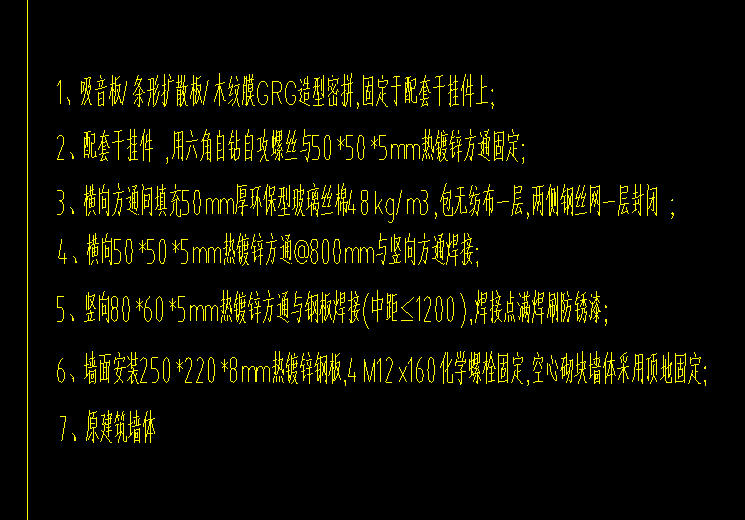 1、吸音板/条形扩散板/木纹膜GRG造型密拼,固定于配套干挂件上;
2、配套干挂件 ,用六角自钻自攻螺丝与50*50*5mm热镀锌方通固定;
3、横向方通间填充50mm厚环保型玻璃丝棉48kg/m3,包无纺布一层,两侧钢丝网一层封闭 ;
4、横向50*50*5mm热镀锌方通@800mm与竖向方通焊接;
5、竖向80*60*5mm热镀锌方通与钢板焊接(中距≤1200),焊接点满焊刷防锈漆;
6、墙面安装250*220*8mm热镀锌钢板,4 M12x160化学螺栓固定,空心砌块墙体采用顶地固定;
7、原建筑墙体